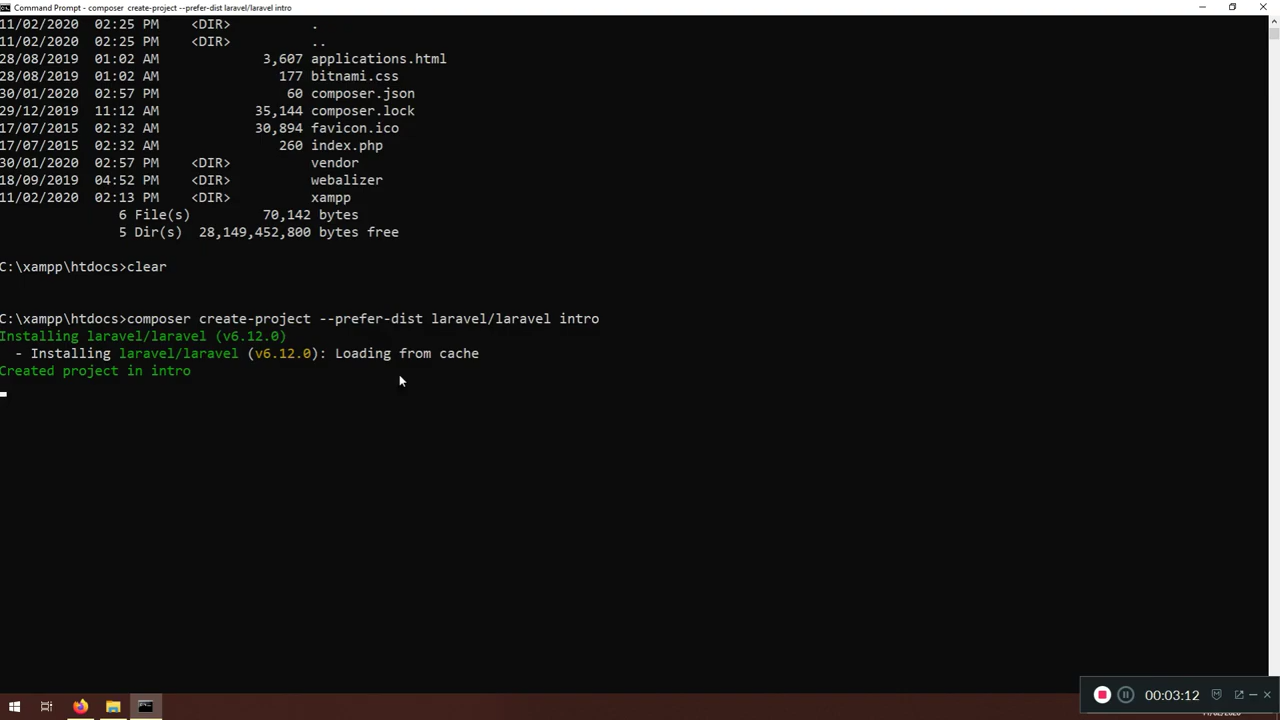 Command Prompt - composer  create-project --prefer-dist laravel/laravel intro
11/02/2020  02:25 PM    <DIR>          .
11/02/2020  02:25 PM    <DIR>          ..
28/08/2019  01:02 AM             3,607 applications.html
28/08/2019  01:02 AM               177 bitnami.css
30/01/2020  02:57 PM                60 composer.json
29/12/2019  11:12 AM            35,144 composer.lock
17/07/2015  02:32 AM            30,894 favicon.ico
17/07/2015  02:32 AM               260 index.php
30/01/2020  02:57 PM    <DIR>          vendor
18/09/2019  04:52 PM    <DIR>          webalizer
11/02/2020  02:13 PM    <DIR>          xampp
6 File(s)         70,142 bytes
5 Dir(s)  28,149,452,800 bytes free
C:\xampp\htdocs>clear
C:\xampp\htdocs>composer create-project --prefer-dist laravel/laravel intro
Installing laravel/laravel (v6.12.0)
- Installing laravel/laravel (v6.12.0): Loading from cache
Created project in intro
00:03:12